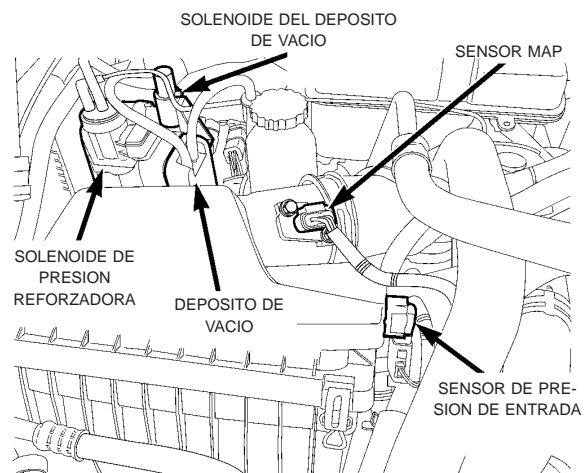 SOLENOIDE DEL DEPOSITO
DE VACIO
SENSOR MAP
SOLENOIDE DE
PRESION
REFORZADORA
DEPOSITO DE
VACIO
SENSOR DE PRE-
SION DE ENTRADA